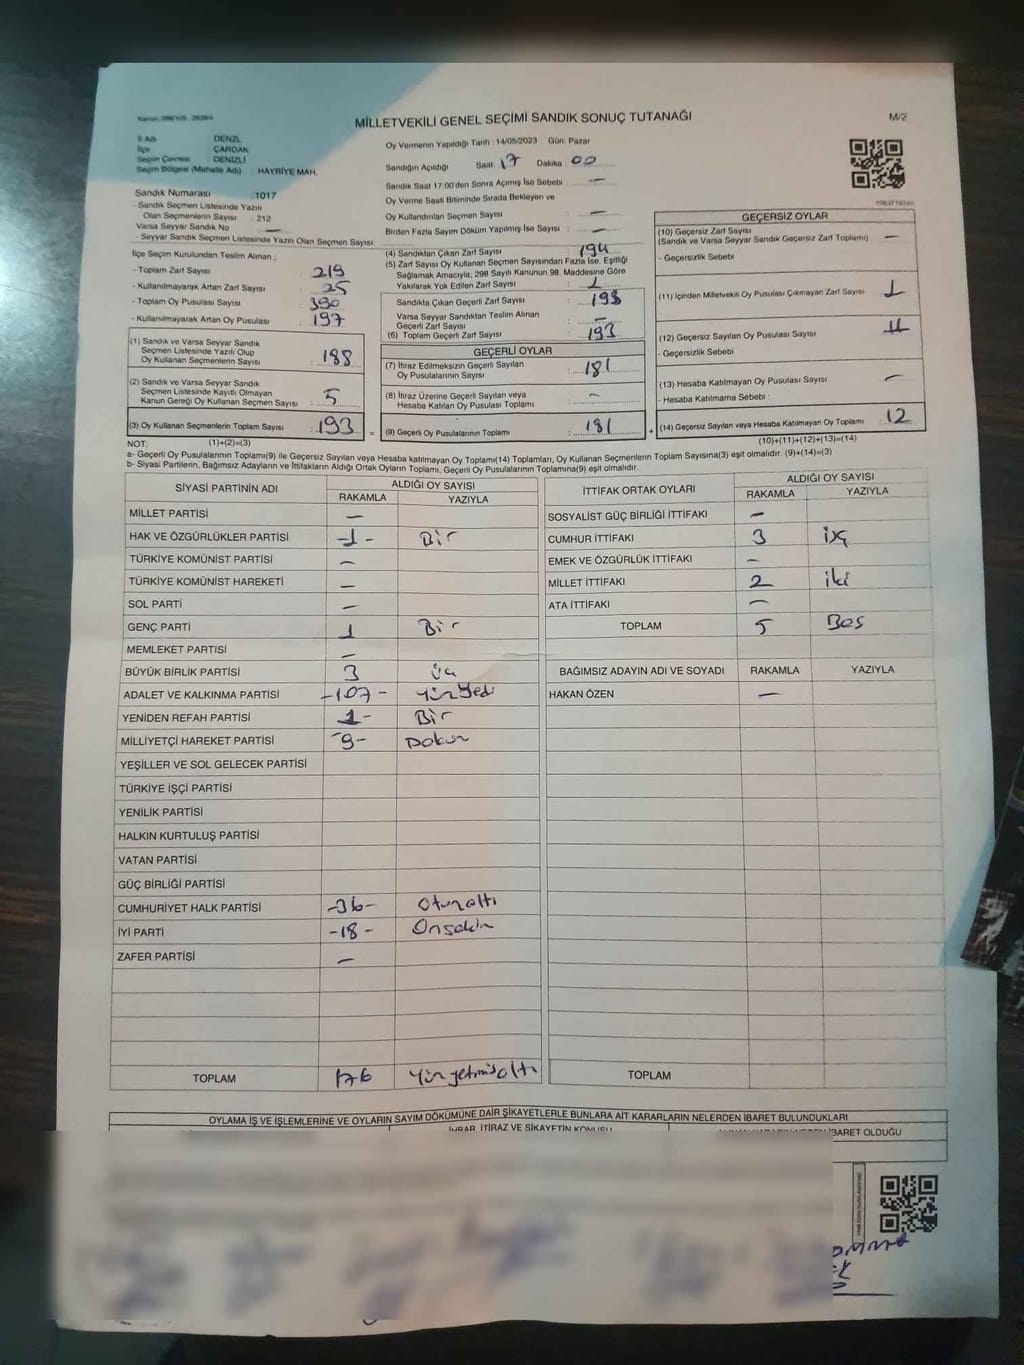 Kanun: 298/105
MİLLETVEKİLİ GENEL SEÇİMİ SANDIK SONUÇ TUTANAĞI
M/2
İl Adı : DENİZLİ
İlçe : ÇARDAK
Seçim Çevresi : DENİZLİ
Seçim Bölgesi (Mahalle Adı) HAYRİYE MAH.
Sandık Numarası : 1017
Sandık Seçmen Listesinde Yazılı
Olan Seçmenlerin Sayısı : 212
Varsa Seyyar Sandık No —
- Seyyar Sandık Seçmen Listesinde Yazılı Olan Seçmen Sayısı:
İlçe Seçim Kurulundan Teslim Alınan ;
- Toplam Zarf Sayısı : 219
- Kullanılmayarak Artan Zarf Sayısı : 25
- Toplam Oy Pusulası Sayısı : 390
- Kullanılmayarak Artan Oy Pusulası : 197
(1) Sandık ve Varsa Seyyar Sandık
Seçmen Listesinde Yazılı Olup
Oy Kullanan Seçmenlerin Sayısı : 188
(2) Sandık ve Varsa Seyyar Sandık
Seçmen Listesinde Kayıtlı Olmayan
Kanun Gereği Oy Kullanan Seçmen Sayısı : 5
(3) Oy Kullanan Seçmenlerin Toplam Sayısı : 193
Oy Vermenin Yapıldığı Tarih : 14/05/2023 Gün: Pazar
Sandığın Açıldığı Saat: 17 Dakika: 00
Sandık Saat 17:00'den Sonra Açımış İse Sebebi : —
Oy Verme Saati Bitiminde Sırada Bekleyen ve
Oy Kullandırılan Seçmen Sayısı : —
Birden Fazla Sayım Döküm Yapılmış İse Sayısı : —
(4) Sandıktan Çıkan Zarf Sayısı : 194
(5) Zarf Sayısı Oy Kullanan Seçmen Sayısından Fazla İse, Eşitliği
Sağlamak Amacıyla; 298 Sayılı Kanunun 98. Maddesine Göre
Yakılarak Yok Edilen Zarf Sayısı : 1
Sandıkta Çıkan Geçerli Zarf Sayısı : 193
Varsa Seyyar Sandıktan Teslim Alınan
Geçerli Zarf Sayısı : —
(6) Toplam Geçerli Zarf Sayısı : 193
GEÇERLİ OYLAR
(7) İtiraz Edilmeksizin Geçerli Sayılan
Oy Pusulalarının Sayısı : 181
(8) İtiraz Üzerine Geçerli Sayılan veya
Hesaba Katılan Oy Pusulası Toplamı : —
= (9) Geçerli Oy Pusulalarının Toplamı : 181 +
GEÇERSİZ OYLAR
(10) Geçersiz Zarf Sayısı
(Sandık ve Varsa Seyyar Sandık Geçersiz Zarf Toplamı) —
- Geçersizlik Sebebi
(11) İçinden Milletvekili Oy Pusulası Çıkmayan Zarf Sayısı 1
(12) Geçersiz Sayılan Oy Pusulası Sayısı 11
- Geçersizlik Sebebi
(13) Hesaba Katılmayan Oy Pusulası Sayısı —
- Hesaba Katılmama Sebebi :
(14) Geçersiz Sayılan veya Hesaba Katılmayan Oy Toplamı 12
NOT: (1)+(2)=(3)
(10)+(11)+(12)+(13)=(14)
a- Geçerli Oy Pusulalarının Toplamı(9) ile Geçersiz Sayılan veya Hesaba katılmayan Oy Toplamı(14) Toplamları, Oy Kullanan Seçmenlerin Toplam Sayısına(3) eşit olmalıdır. (9)+(14)=(3)
b- Siyasi Partilerin, Bağımsız Adayların ve İttifakların Aldığı Ortak Oyların Toplamı, Geçerli Oy Pusulalarının Toplamına(9) eşit olmalıdır.
SİYASİ PARTİNİN ADI ALDIĞI OY SAYISI
RAKAMLA YAZIYLA
MİLLET PARTİSİ —
HAK VE ÖZGÜRLÜKLER PARTİSİ -1- Bir
TÜRKİYE KOMÜNİST PARTİSİ —
TÜRKİYE KOMÜNİST HAREKETİ —
SOL PARTİ —
GENÇ PARTİ 1 Bir
MEMLEKET PARTİSİ —
BÜYÜK BİRLİK PARTİSİ 3 üç
ADALET VE KALKINMA PARTİSİ -107- Yüzyedi
YENİDEN REFAH PARTİSİ 1- Bir
MİLLİYETÇİ HAREKET PARTİSİ -9- Dokuz
YEŞİLLER VE SOL GELECEK PARTİSİ
TÜRKİYE İŞÇİ PARTİSİ
YENİLİK PARTİSİ
HALKIN KURTULUŞ PARTİSİ
VATAN PARTİSİ
GÜÇ BİRLİĞİ PARTİSİ
CUMHURİYET HALK PARTİSİ -36- Otuzaltı
İYİ PARTİ -18- Onsekiz
ZAFER PARTİSİ —
TOPLAM 176 Yüzyetmişaltı
İTTİFAK ORTAK OYLARI ALDIĞI OY SAYISI
RAKAMLA YAZIYLA
SOSYALİST GÜÇ BİRLİĞİ İTTİFAKI —
CUMHUR İTTİFAKI 3 üç
EMEK VE ÖZGÜRLÜK İTTİFAKI —
MİLLET İTTİFAKI 2 iki
ATA İTTİFAKI —
TOPLAM 5 Beş
BAĞIMSIZ ADAYIN ADI VE SOYADI RAKAMLA YAZIYLA
HAKAN ÖZEN —
TOPLAM
OYLAMA İŞ VE İŞLEMLERİNE VE OYLARIN SAYIM DÖKÜMÜNE DAİR ŞİKAYETLERLE BUNLARA AİT KARARLARIN NELERDEN İBARET BULUNDUKLARI
İHBAR, İTİRAZ VE ŞİKAYETİN KONUSU
İBARET OLDUĞU